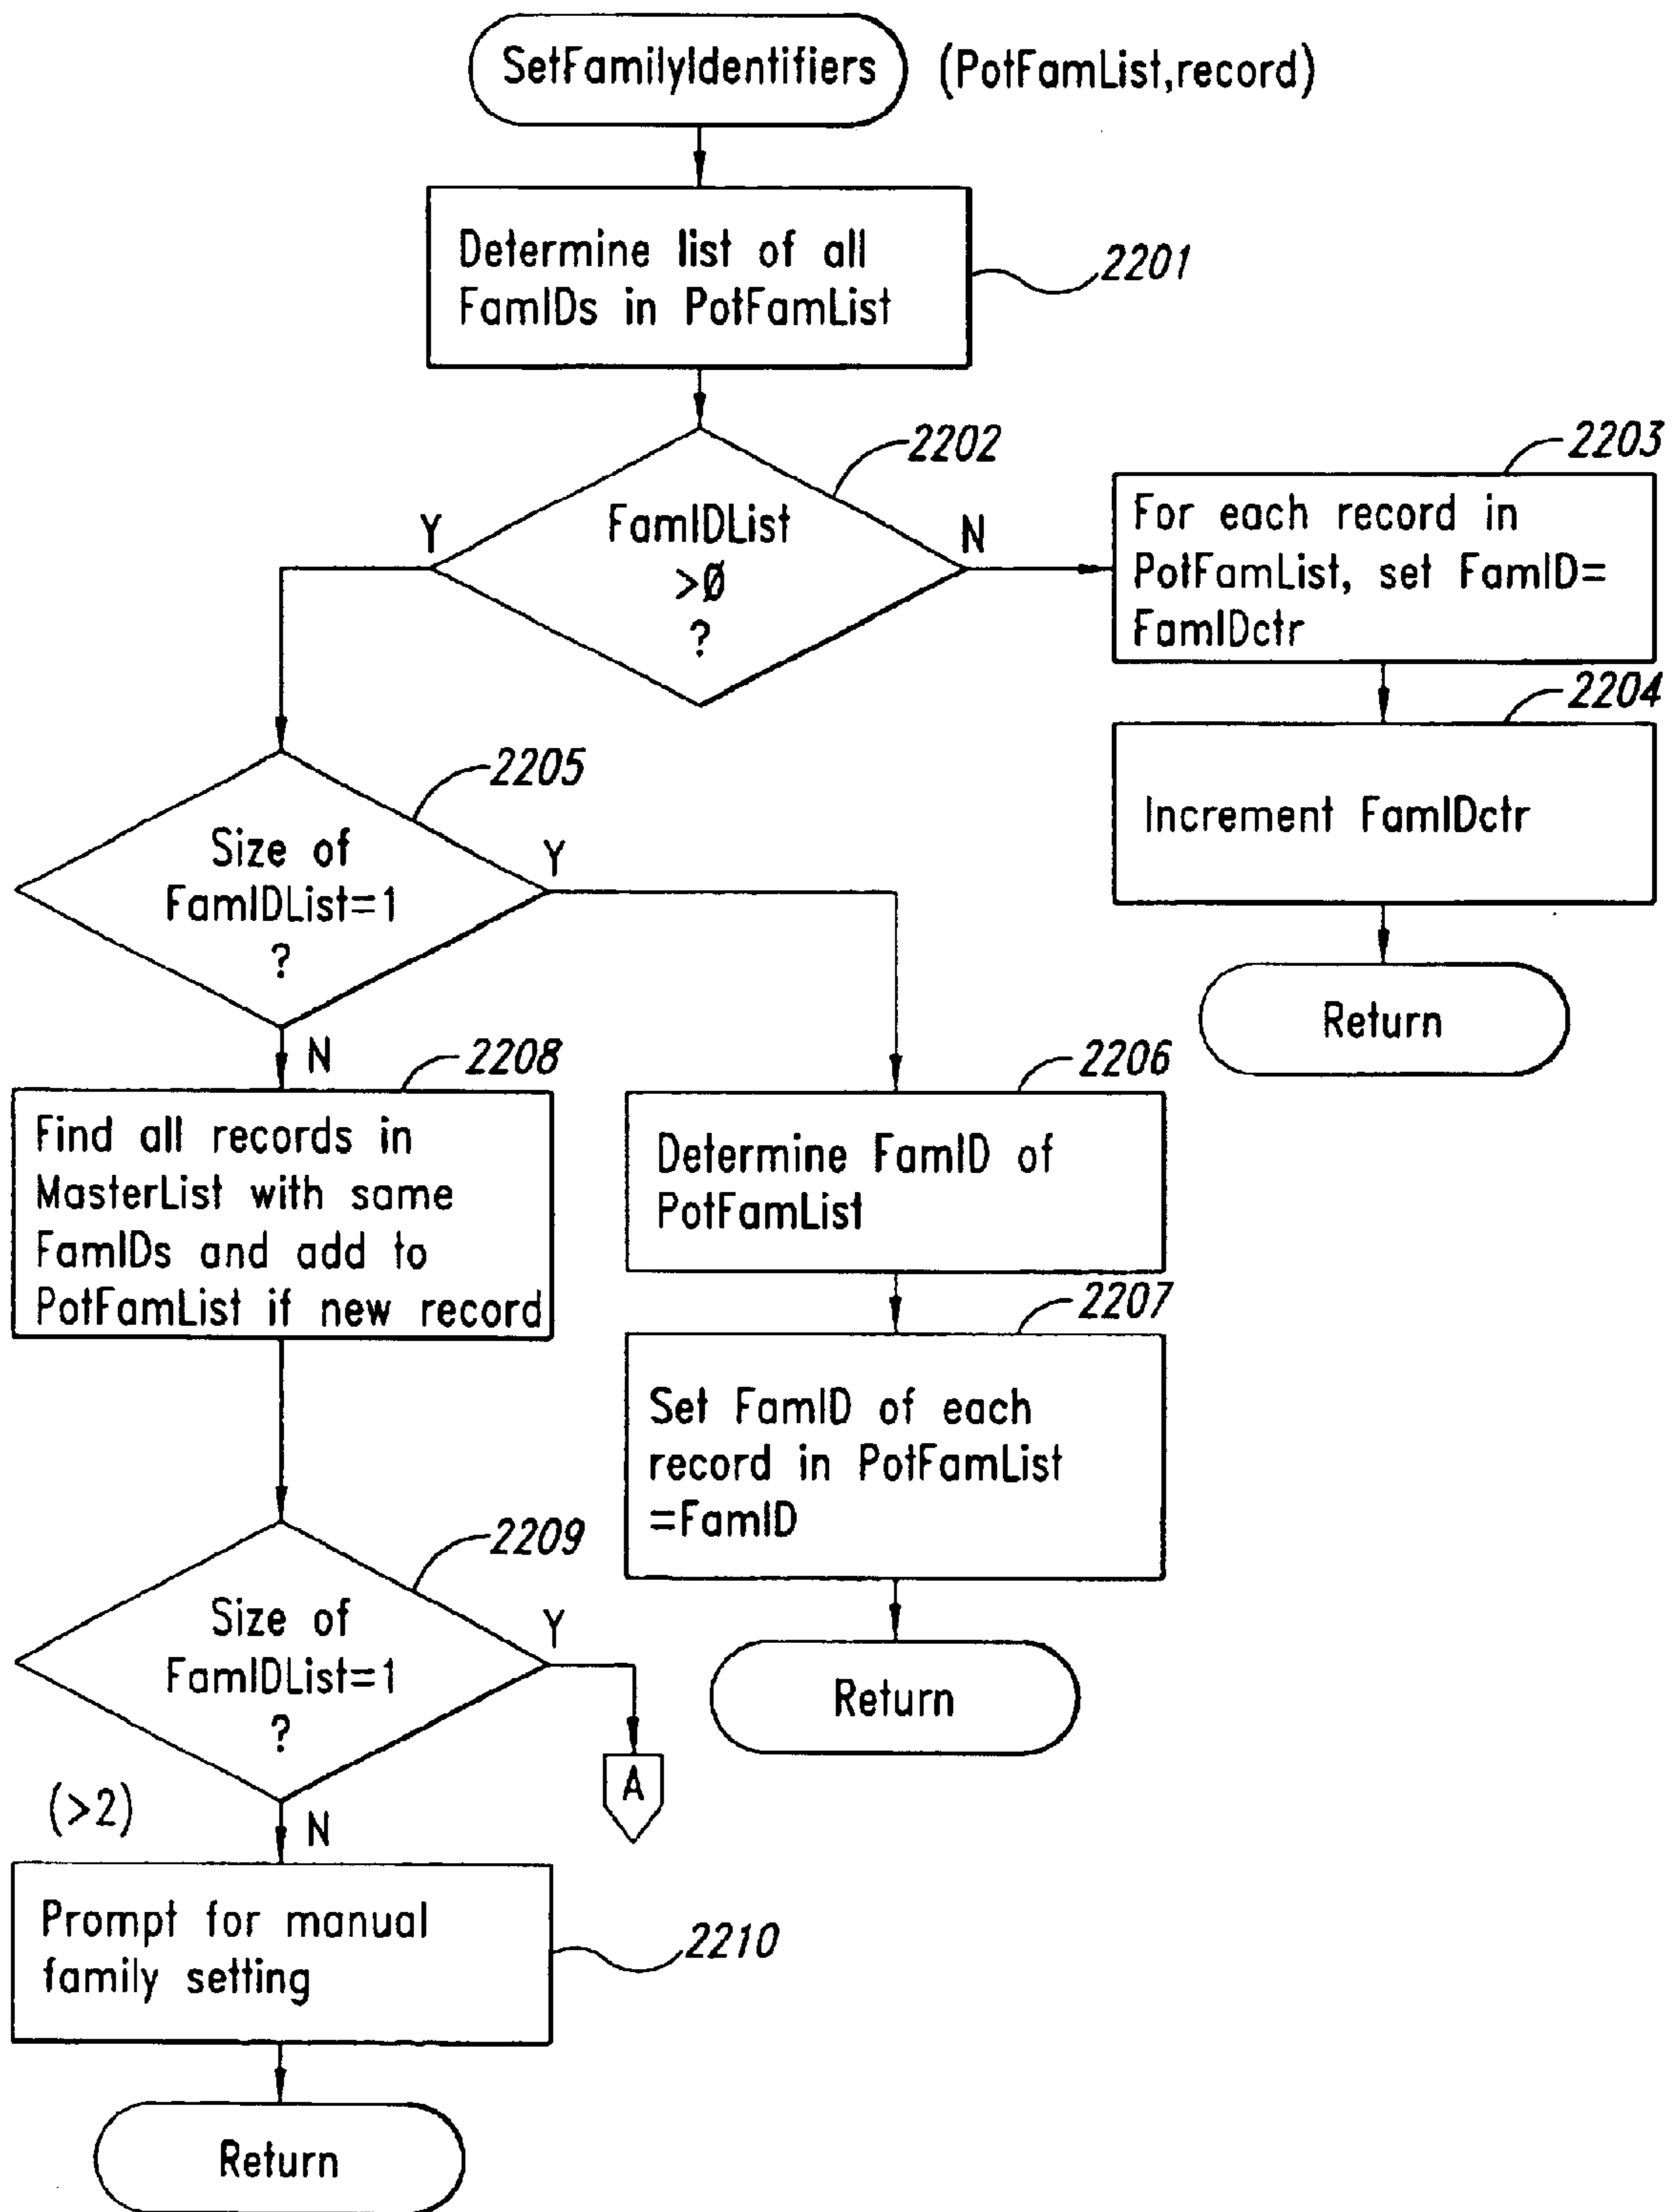 SetFamilyIdentifiers (PotFamList,record)
Determine list of all
FamIDs in PotFamList
2201
2202
FamIDList
>Ø
?
Y
N
2203
For each record in
PotFamList, set FamID=
FamIDctr
2204
Increment FamIDctr
Return
2205
Size of
FamIDList=1
?
Y
N
2208
Find all records in
MasterList with same
FamIDs and add to
PotFamList if new record
2206
Determine FamID of
PotFamList
2207
Set FamID of each
record in PotFamList
=FamID
Return
2209
Size of
FamIDList=1
?
Y
A
(>2)
N
Prompt for manual
family setting
2210
Return